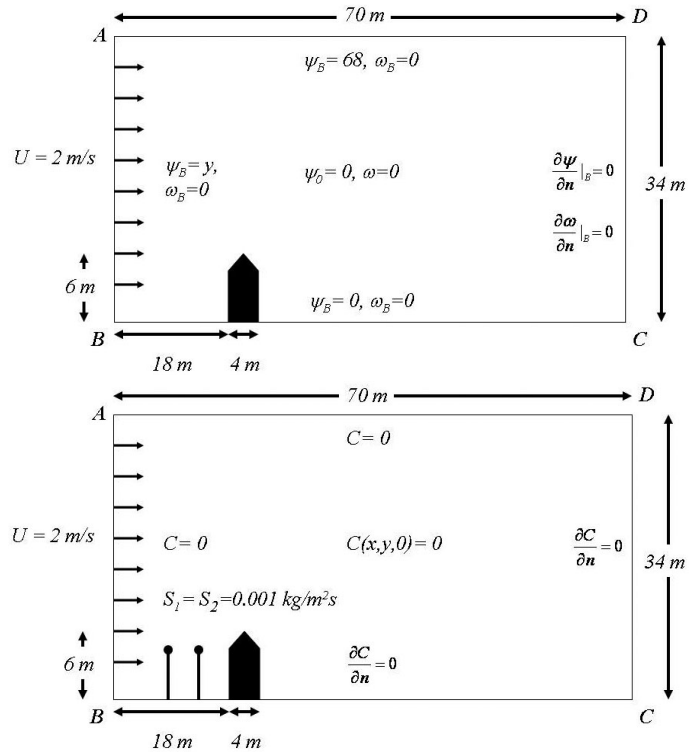 70 m
A
D
ψB = 68, ωB=0
U = 2 m/s
ψB = y,
ωB=0
ψ0 = 0, ω=0
∂ψ/∂n|B = 0
34 m
∂ω/∂n|B = 0
6 m
ψB = 0, ωB=0
B
C
18 m
4 m
70 m
A
D
C= 0
U = 2 m/s
C= 0
C(x,y,0)= 0
∂C/∂n = 0
34 m
S1 = S2=0.001 kg/m²s
6 m
∂C/∂n = 0
B
C
18 m
4 m